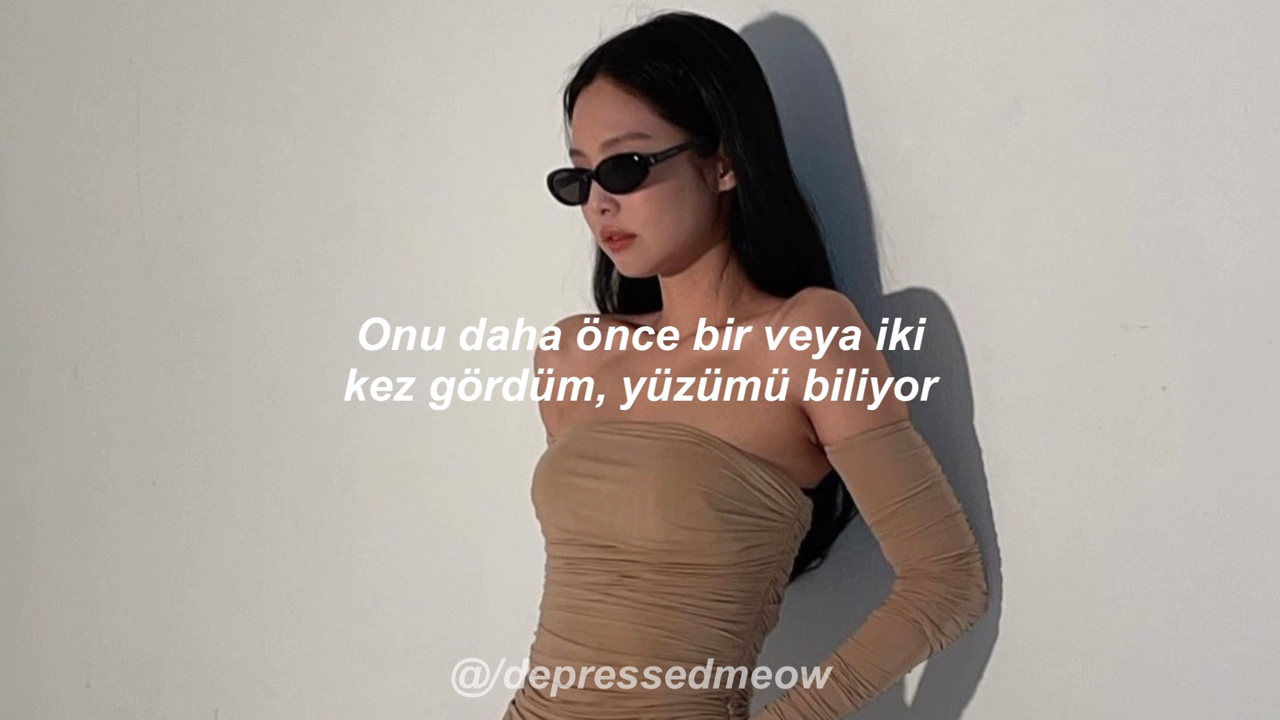 Onu daha önce bir veya iki
kez gördüm, yüzümü biliyor
@/depressedmeow